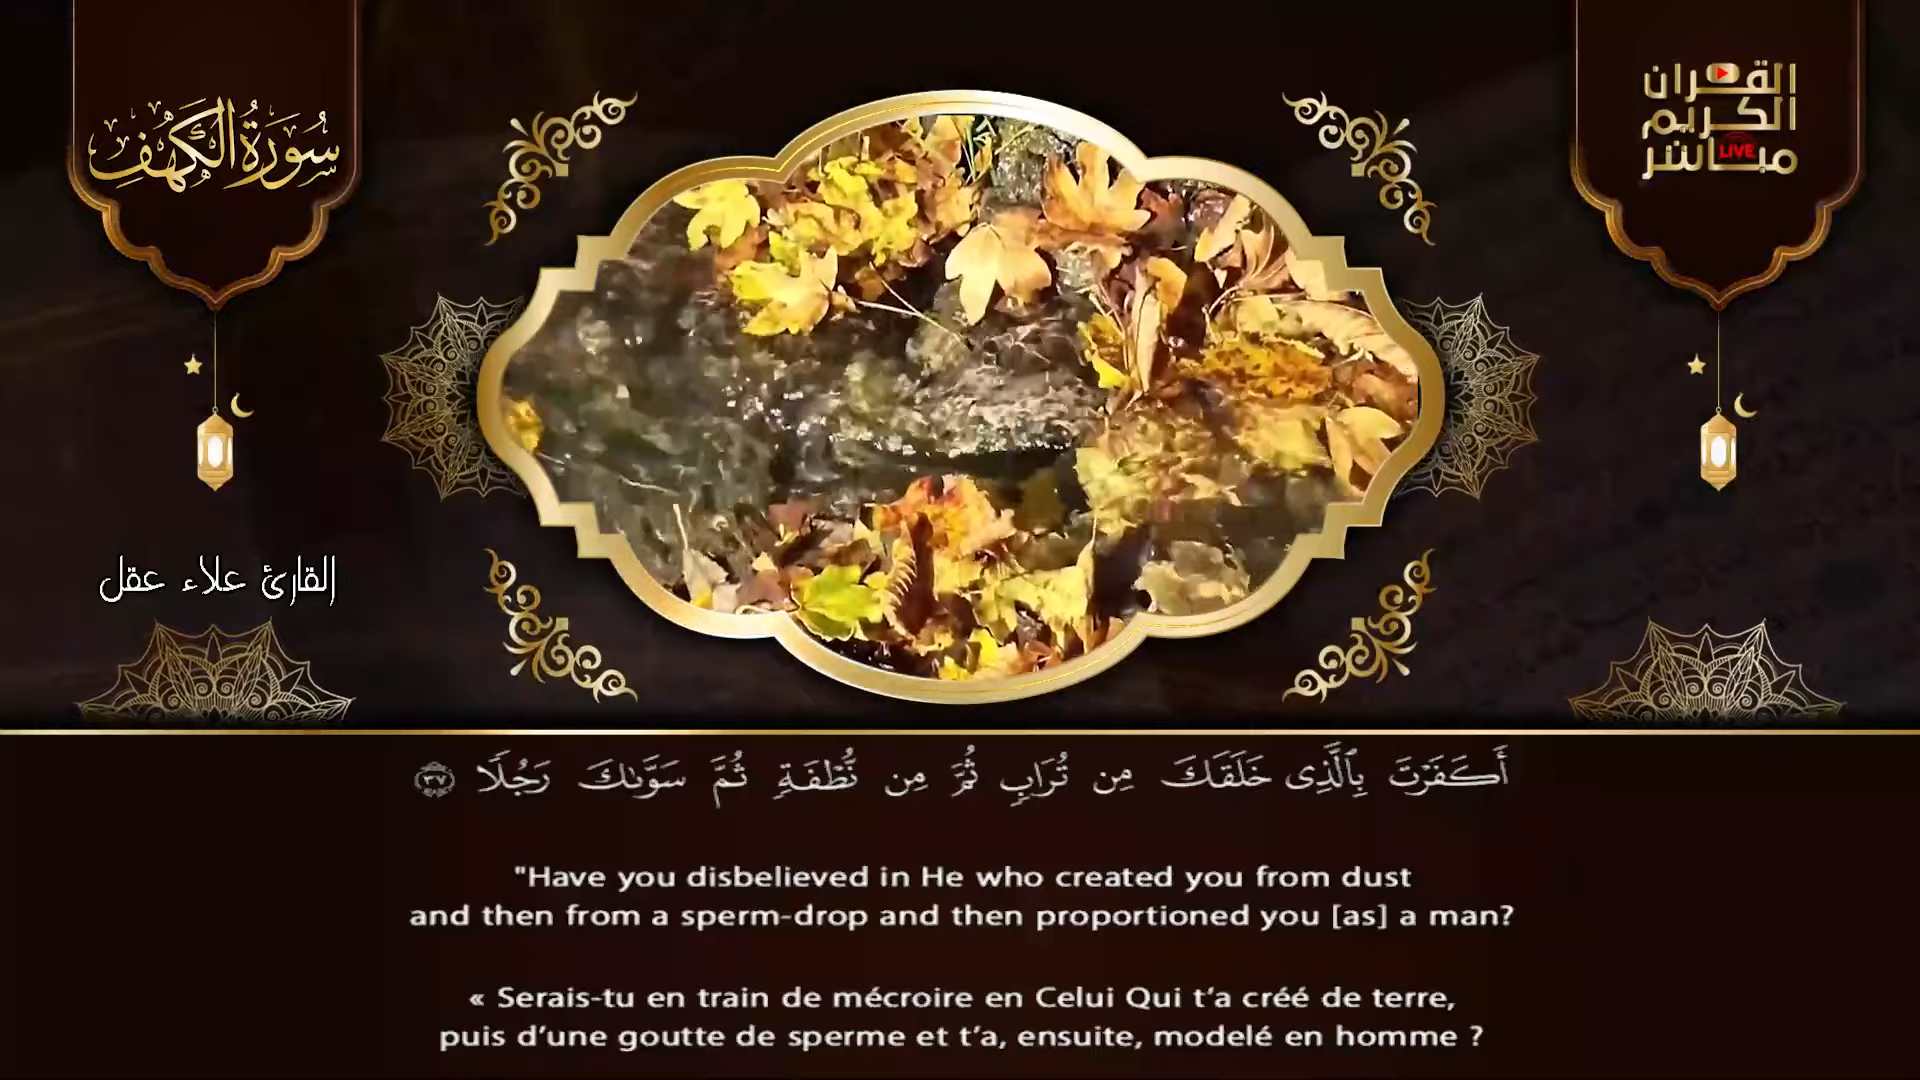 سُورَةُ الكَهْفِ
القرآن
الكريم
مباشر
LIVE
القارئ علاء عقل
أَكَفَرْتَ بِٱلَّذِى خَلَقَكَ مِن تُرَابٍ ثُمَّ مِن نُّطْفَةٍ ثُمَّ سَوَّىٰكَ رَجُلًا ٣٧
"Have you disbelieved in He who created you from dust
and then from a sperm-drop and then proportioned you [as] a man?
« Serais-tu en train de mécroire en Celui Qui t’a créé de terre,
puis d’une goutte de sperme et t’a, ensuite, modelé en homme ?